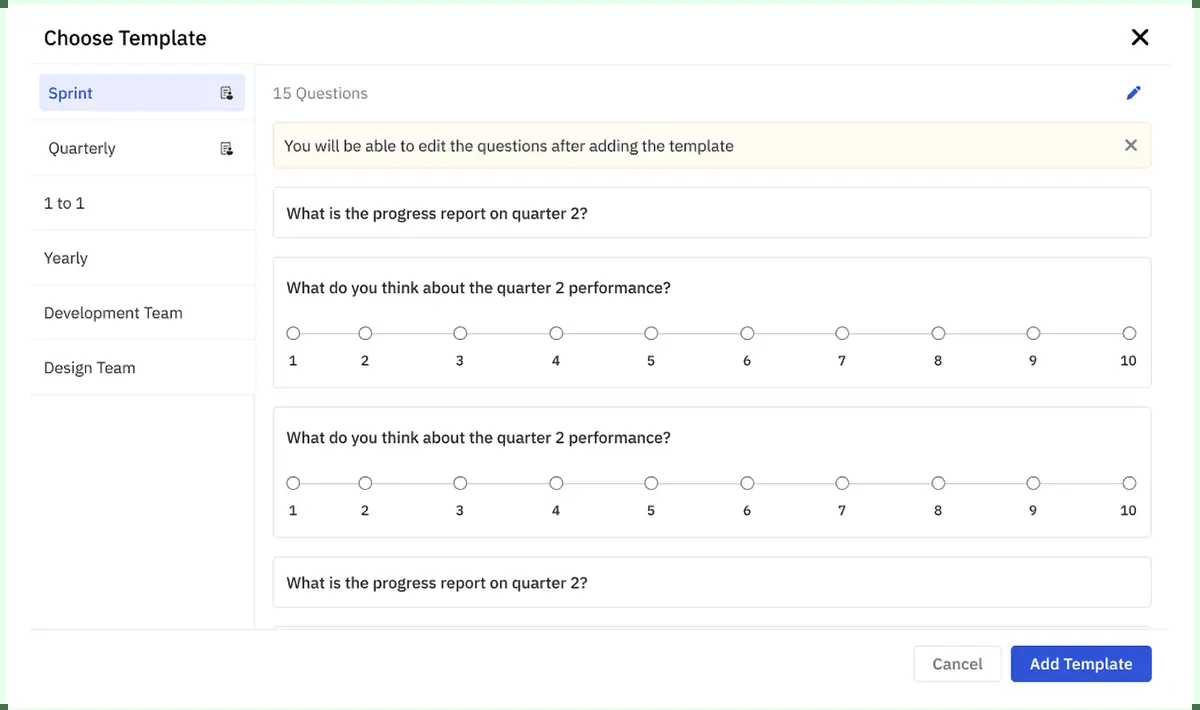 Choose Template
Sprint
Quarterly
1 to 1
Yearly
Development Team
Design Team
15 Questions
You will be able to edit the questions after adding the template
What is the progress report on quarter 2?
What do you think about the quarter 2 performance?
1 2 3 4 5 6 7 8 9 10
What do you think about the quarter 2 performance?
1 2 3 4 5 6 7 8 9 10
What is the progress report on quarter 2?
Cancel
Add Template